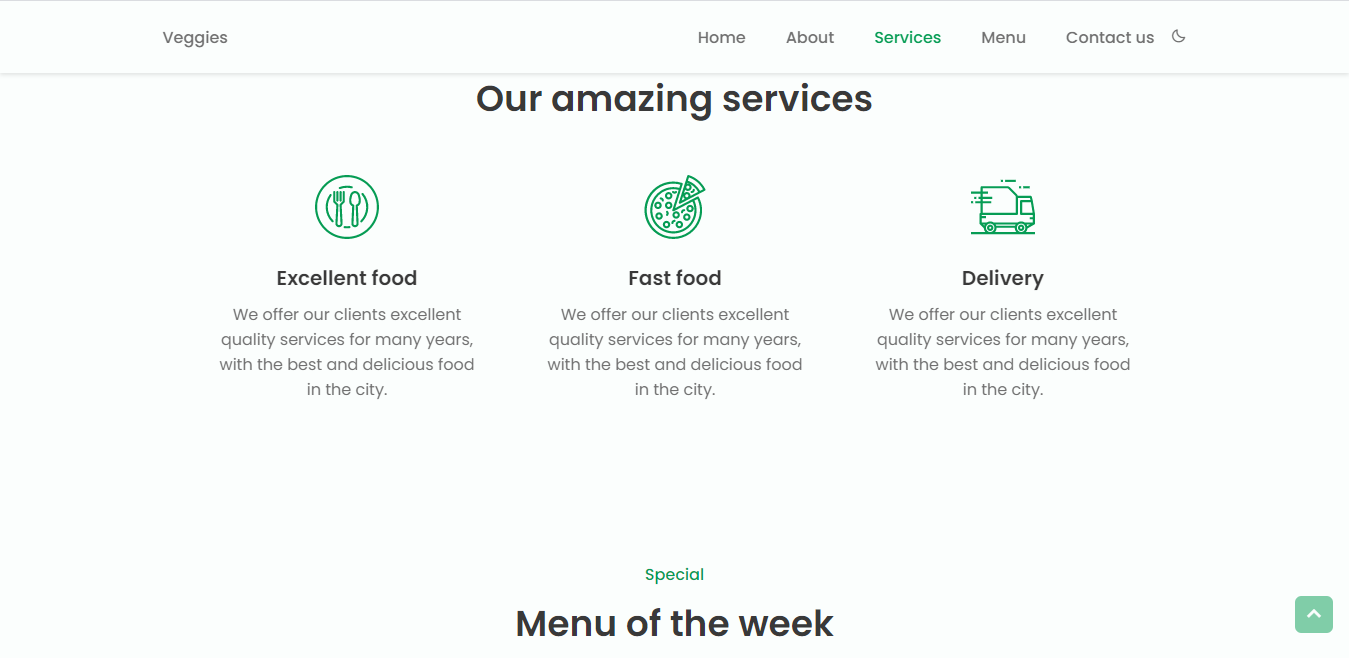 Veggies
Home About Services Menu Contact us
Our amazing services
Excellent food
We offer our clients excellent
quality services for many years,
with the best and delicious food
in the city.
Fast food
We offer our clients excellent
quality services for many years,
with the best and delicious food
in the city.
Delivery
We offer our clients excellent
quality services for many years,
with the best and delicious food
in the city.
Special
Menu of the week